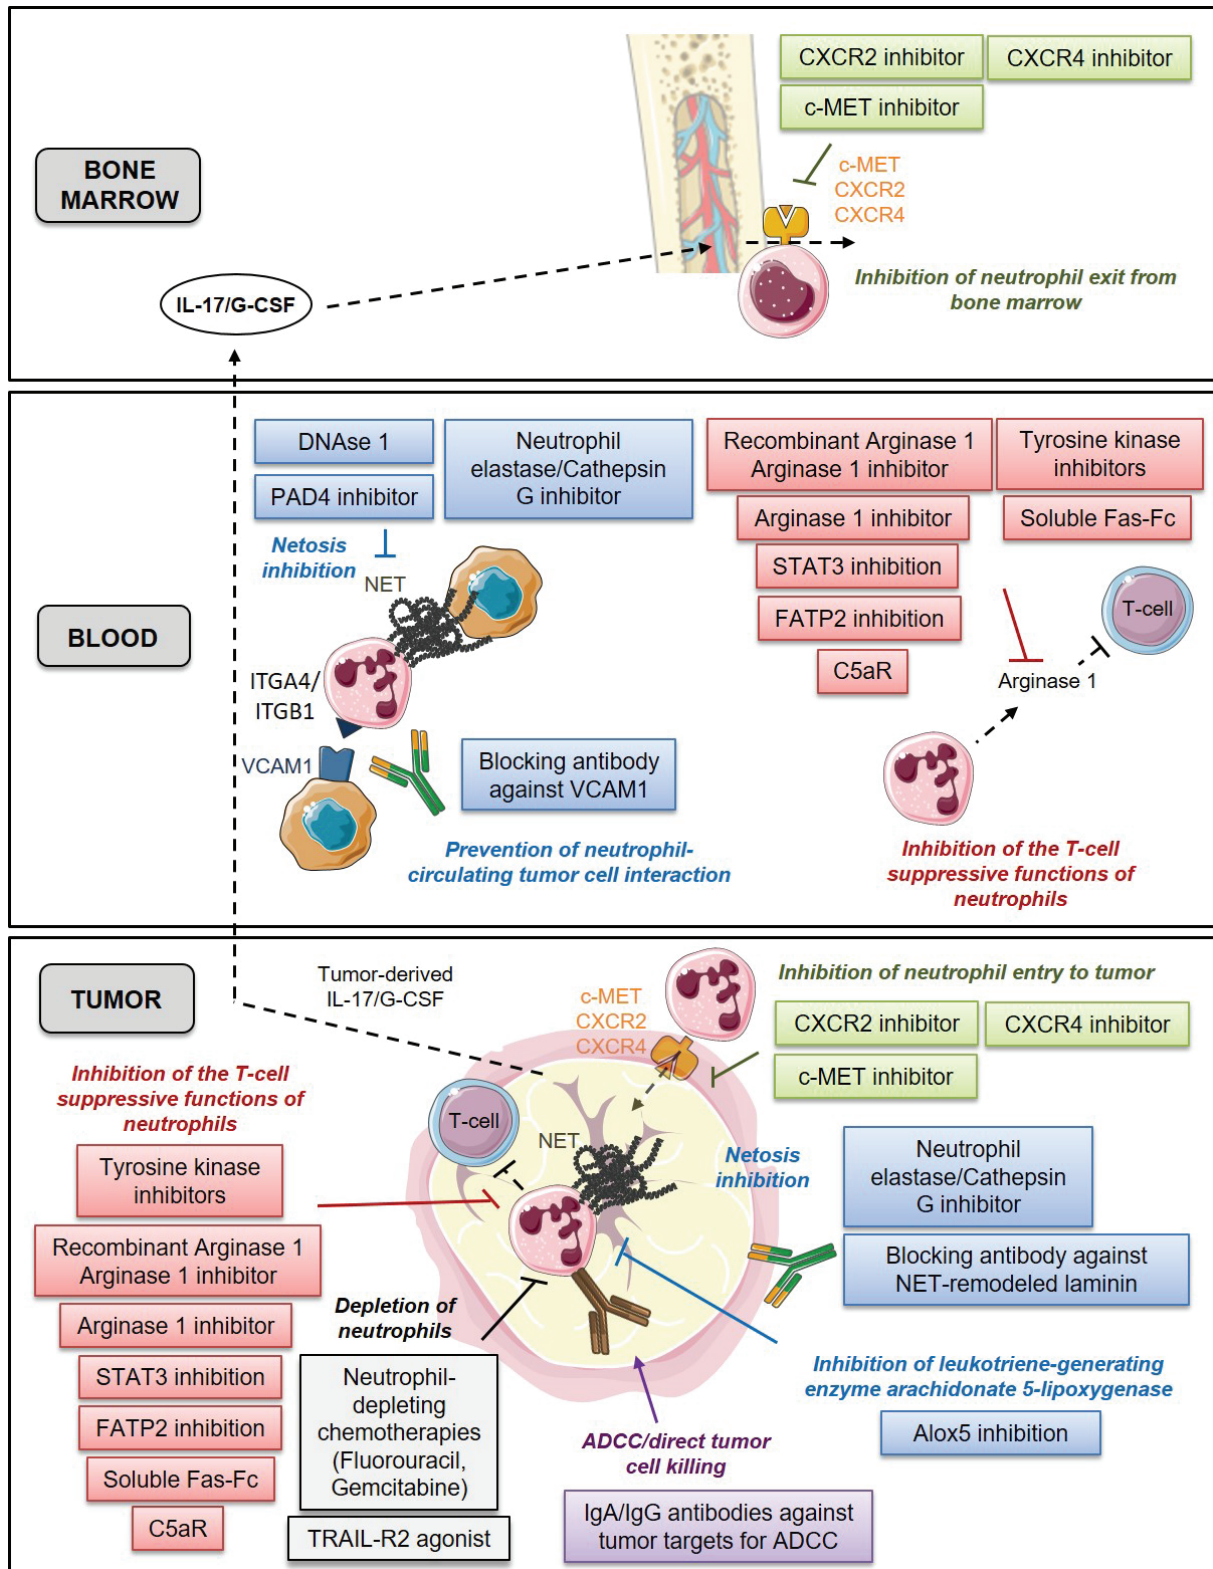 CXCR2 inhibitor
CXCR4 inhibitor
c-MET inhibitor
BONE
MARROW
c-MET
CXCR2
CXCR4
Inhibition of neutrophil exit from
bone marrow
IL-17/G-CSF
DNAse 1
PAD4 inhibitor
Neutrophil
elastase/Cathepsin
G inhibitor
Recombinant Arginase 1
Arginase 1 inhibitor
Tyrosine kinase
inhibitors
Arginase 1 inhibitor
Soluble Fas-Fc
STAT3 inhibition
FATP2 inhibition
C5aR
Netosis
inhibition
NET
T-cell
BLOOD
Arginase 1
ITGA4/
ITGB1
VCAM1
Blocking antibody
against VCAM1
Prevention of neutrophil-
circulating tumor cell interaction
Inhibition of the T-cell
suppressive functions of
neutrophils
TUMOR
Tumor-derived
IL-17/G-CSF
c-MET
CXCR2
CXCR4
Inhibition of neutrophil entry to tumor
CXCR2 inhibitor
CXCR4 inhibitor
c-MET inhibitor
Inhibition of the T-cell
suppressive functions of
neutrophils
T-cell
NET
Netosis
inhibition
Neutrophil
elastase/Cathepsin
G inhibitor
Blocking antibody against
NET-remodeled laminin
Tyrosine kinase
inhibitors
Recombinant Arginase 1
Arginase 1 inhibitor
Arginase 1 inhibitor
STAT3 inhibition
FATP2 inhibition
Soluble Fas-Fc
C5aR
Depletion of
neutrophils
Neutrophil-
depleting
chemotherapies
(Fluorouracil,
Gemcitabine)
TRAIL-R2 agonist
ADCC/direct tumor
cell killing
IgA/IgG antibodies against
tumor targets for ADCC
Inhibition of leukotriene-generating
enzyme arachidonate 5-lipoxygenase
Alox5 inhibition